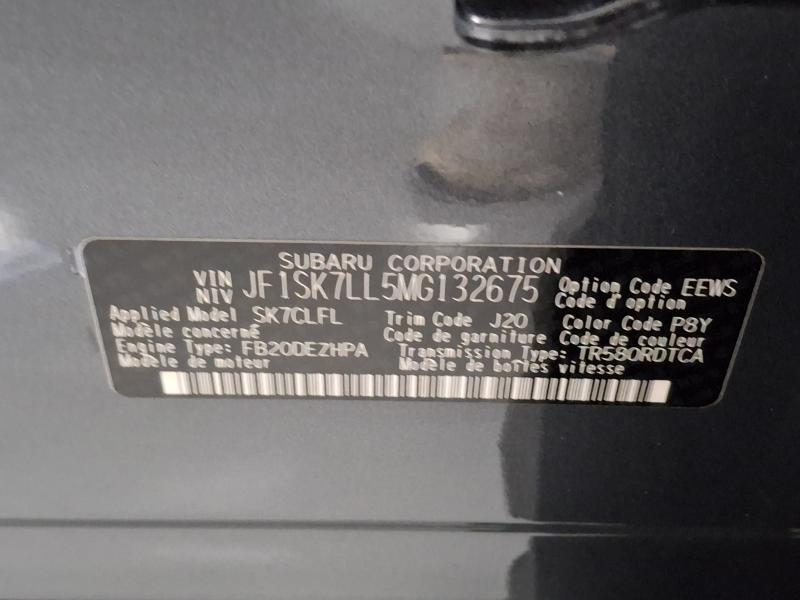 SUBARU CORPORATION
VIN NIV JF1SK7LL5MG132675 Option Code EEWS Code d'option
Applied Model SK7CLFL Trim Code J20 Color Code P8Y
Modèle concerné Code de garniture Code de couleur
Engine Type: FB20DEZHPA Transmission Type: TR580RDTCA
Modèle de moteur Modèle de boîtes vitesse